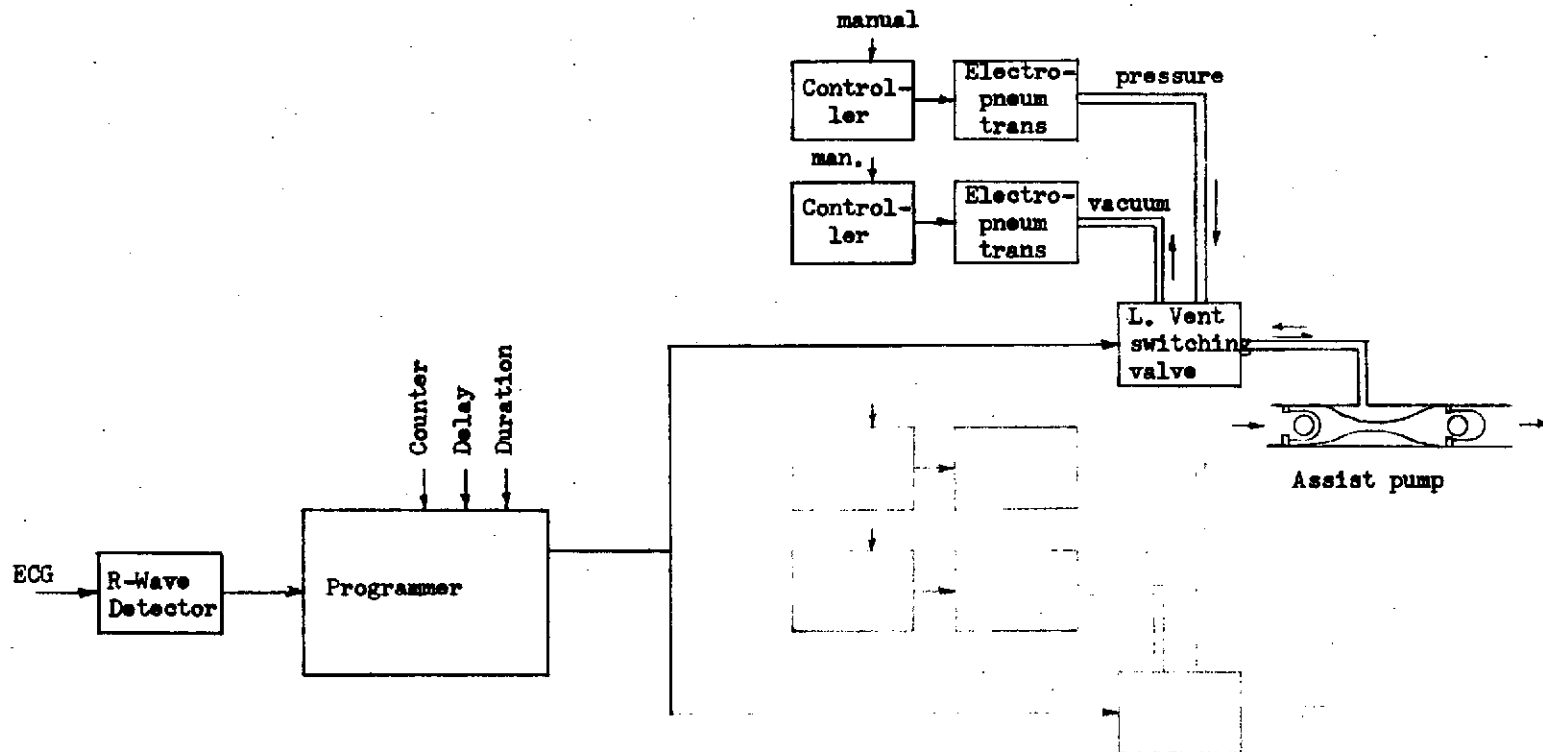 manual
Control-
ler
Electro-
pneum
trans
pressure
man.
Control-
ler
Electro-
pneum
trans
vacuum
L. Vent
switching
valve
Assist pump
Counter
Delay
Duration
ECG
R-Wave
Detector
Programmer